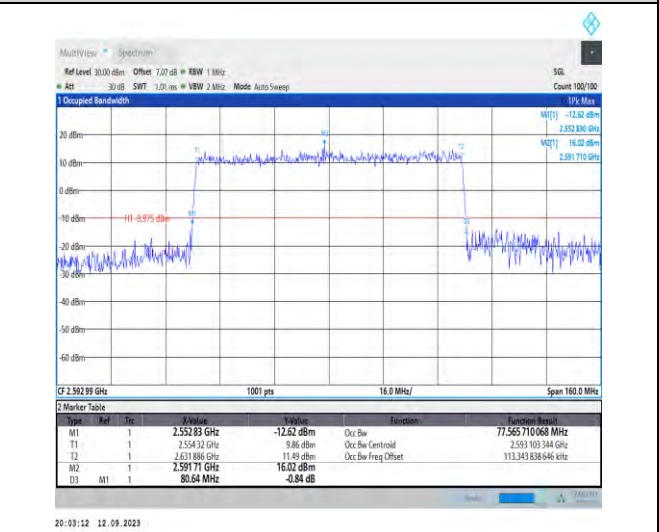 MultiView Spectrum
Ref Level 30.00 dBm Offset 7.07 dB RBW 1 MHz SGL
Att 30 dB SWT 1.01 ms VBW 2 MHz Mode Auto Sweep Count 100/100
1 Occupied Bandwidth 1Pk Max
M1[1] -12.62 dBm
2.552 830 GHz
M2[1] 16.02 dBm
2.591 710 GHz
20 dBm
M2
T1
T2
10 dBm
0 dBm
M1
-10 dBm H1 -9.975 dBm
-20 dBm
-30 dBm
-40 dBm
-50 dBm
-60 dBm
CF 2.592 99 GHz 1001 pts 16.0 MHz/ Span 160.0 MHz
2 Marker Table
Type Ref Trc X-Value Y-Value Function Function Result
M1 1 2.552 83 GHz -12.62 dBm Occ Bw 77.565 710 068 MHz
T1 1 2.554 32 GHz 9.86 dBm Occ Bw Centroid 2.593 103 344 GHz
T2 1 2.631 886 GHz 11.49 dBm Occ Bw Freq Offset 113.343 838 646 kHz
M2 1 2.591 71 GHz 16.02 dBm
D3 M1 1 80.64 MHz -0.84 dB
20:03:12 12.09.2023